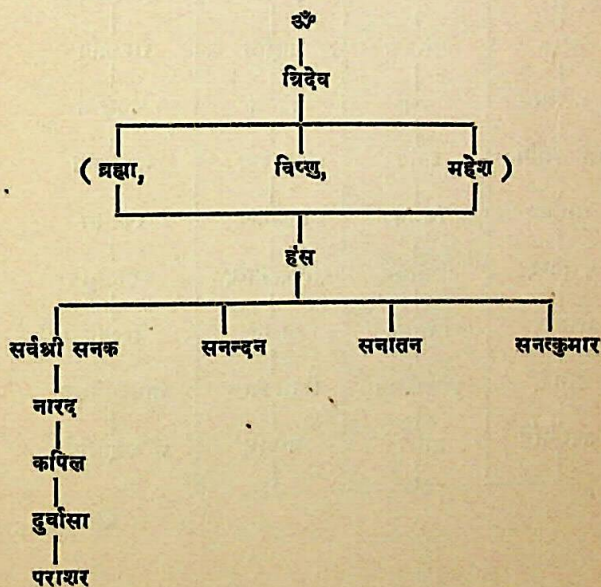 ॐ
त्रिदेव
( ब्रह्मा, विष्णु, महेश )
हंस
सर्वश्री सनक सनन्दन सनातन सनत्कुमार
नारद
कपिल
दुर्वासा
पराशर